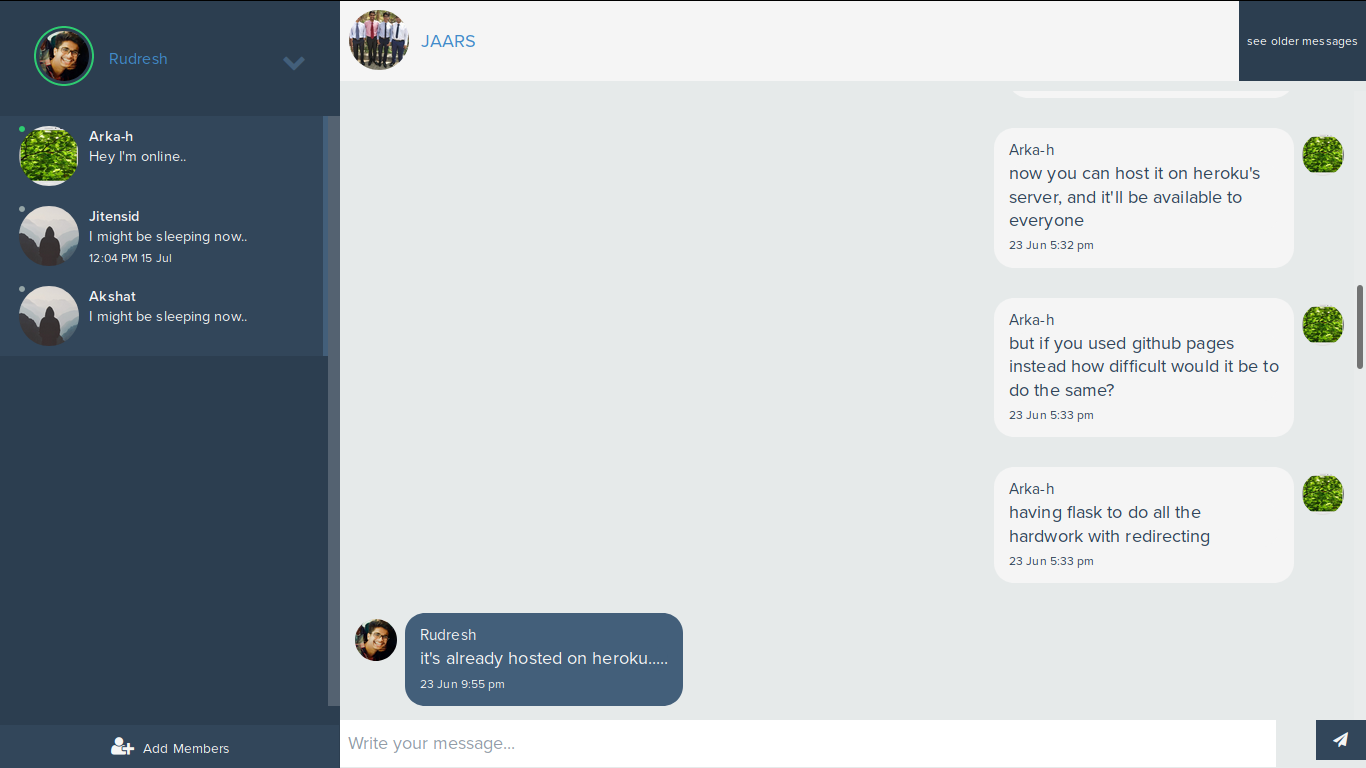 Rudresh
Arka-h
Hey I'm online..
Jitensid
I might be sleeping now..
12:04 PM 15 Jul
Akshat
I might be sleeping now..
Add Members
JAARS
see older messages
Arka-h
now you can host it on heroku's
server, and it'll be available to
everyone
23 Jun 5:32 pm
Arka-h
but if you used github pages
instead how difficult would it be to
do the same?
23 Jun 5:33 pm
Arka-h
having flask to do all the
hardwork with redirecting
23 Jun 5:33 pm
Rudresh
it's already hosted on heroku.....
23 Jun 9:55 pm
Write your message...